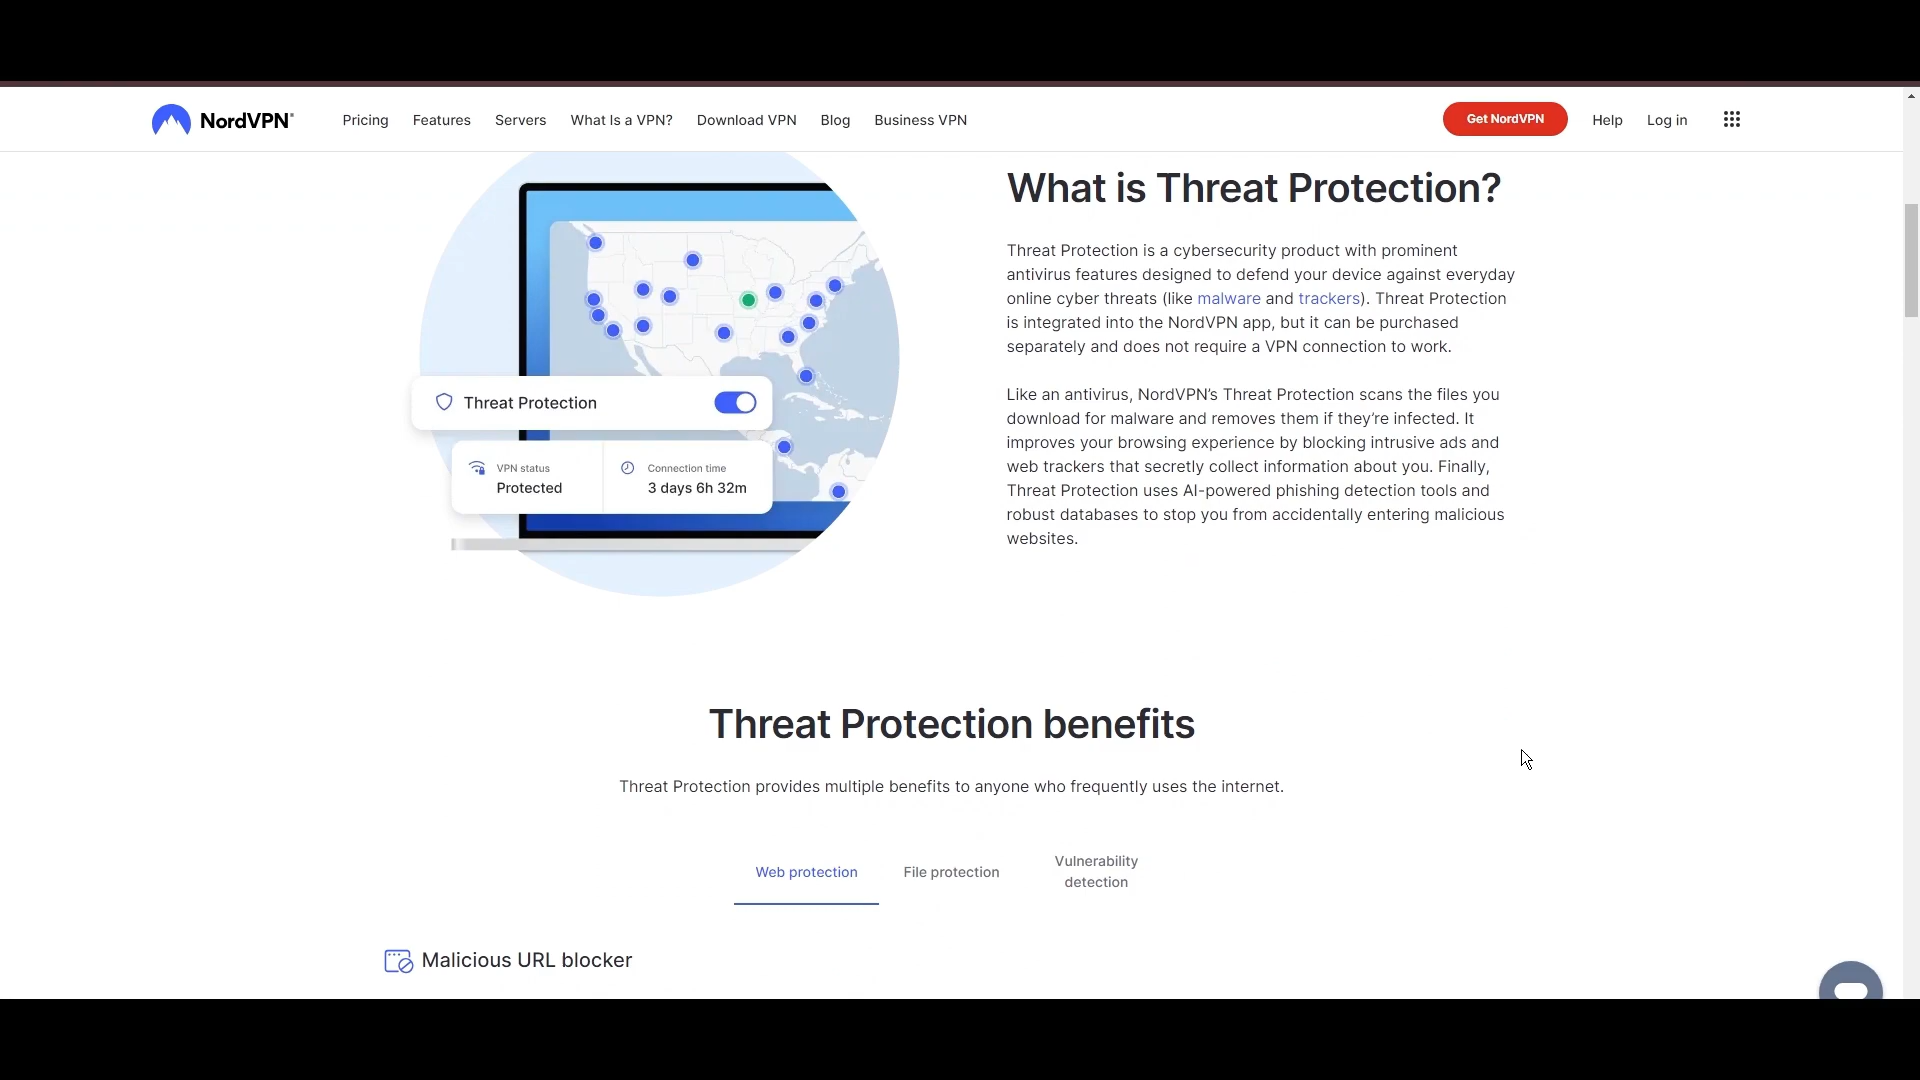 NordVPN®
Pricing
Features
Servers
What Is a VPN?
Download VPN
Blog
Business VPN
Get NordVPN
Help
Log in
What is Threat Protection?
Threat Protection is a cybersecurity product with prominent
antivirus features designed to defend your device against everyday
online cyber threats (like malware and trackers). Threat Protection
is integrated into the NordVPN app, but it can be purchased
separately and does not require a VPN connection to work.
Like an antivirus, NordVPN’s Threat Protection scans the files you
download for malware and removes them if they’re infected. It
improves your browsing experience by blocking intrusive ads and
web trackers that secretly collect information about you. Finally,
Threat Protection uses AI-powered phishing detection tools and
robust databases to stop you from accidentally entering malicious
websites.
Threat Protection
VPN status
Protected
Connection time
3 days 6h 32m
Threat Protection benefits
Threat Protection provides multiple benefits to anyone who frequently uses the internet.
Web protection
File protection
Vulnerability
detection
Malicious URL blocker